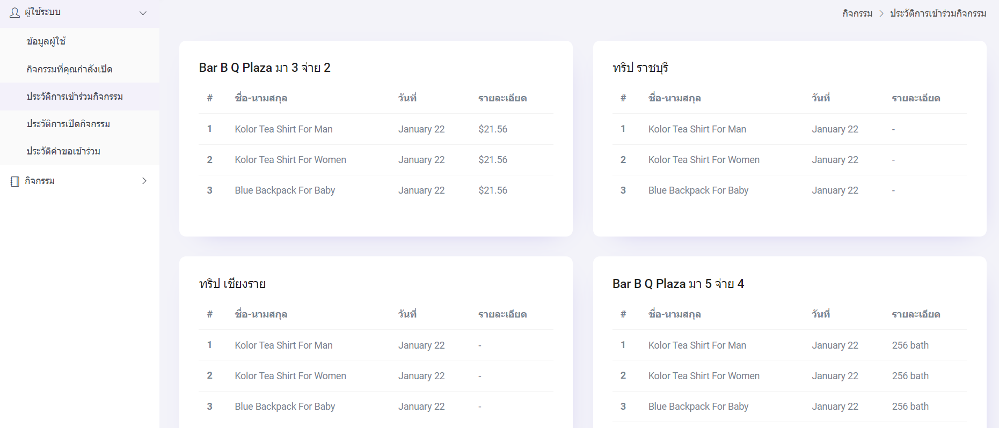 ผู้ใช้ระบบ
ข้อมูลผู้ใช้
กิจกรรมที่คุณกำลังเปิด
ประวัติการเข้าร่วมกิจกรรม
ประวัติการเปิดกิจกรรม
ประวัติคำขอเข้าร่วม
กิจกรรม
กิจกรรม > ประวัติการเข้าร่วมกิจกรรม
Bar B Q Plaza มา 3 จ่าย 2
# ชื่อ-นามสกุล วันที่ รายละเอียด
1 Kolor Tea Shirt For Man January 22 $21.56
2 Kolor Tea Shirt For Women January 22 $21.56
3 Blue Backpack For Baby January 22 $21.56
ทริป ราชบุรี
# ชื่อ-นามสกุล วันที่ รายละเอียด
1 Kolor Tea Shirt For Man January 22 -
2 Kolor Tea Shirt For Women January 22 -
3 Blue Backpack For Baby January 22 -
ทริป เชียงราย
# ชื่อ-นามสกุล วันที่ รายละเอียด
1 Kolor Tea Shirt For Man January 22 -
2 Kolor Tea Shirt For Women January 22 -
3 Blue Backpack For Baby January 22 -
Bar B Q Plaza มา 5 จ่าย 4
# ชื่อ-นามสกุล วันที่ รายละเอียด
1 Kolor Tea Shirt For Man January 22 256 bath
2 Kolor Tea Shirt For Women January 22 256 bath
3 Blue Backpack For Baby January 22 256 bath